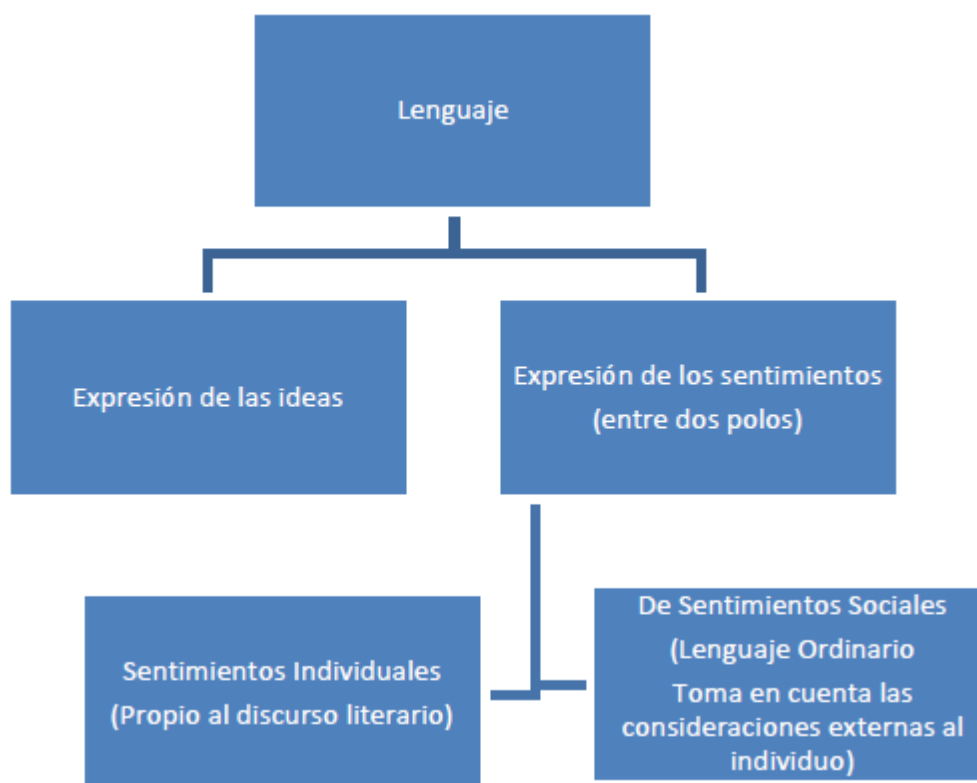 Lenguaje
Expresión de las ideas
Expresión de los sentimientos
(entre dos polos)
Sentimientos Individuales
(Propio al discurso literario)
De Sentimientos Sociales
(Lenguaje Ordinario
Toma en cuenta las
consideraciones externas al
individuo)